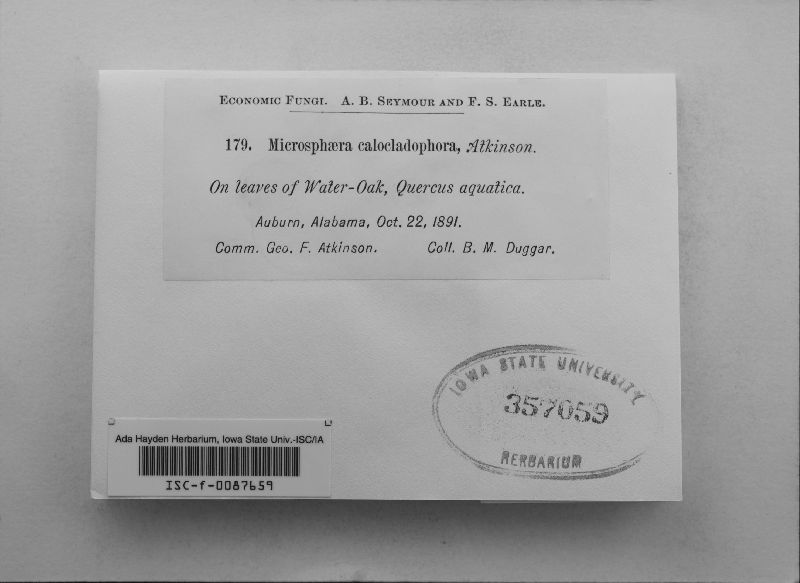 Economic Fungi. A. B. Seymour and F. S. Earle.
179. Microsphæra calocladophora, Atkinson.
On leaves of Water-Oak, Quercus aquatica.
Auburn, Alabama, Oct. 22, 1891.
Comm. Geo. F. Atkinson. Coll. B. M. Duggar.
IOWA STATE UNIVERSITY
357059
HERBARIUM
Ada Hayden Herbarium, Iowa State Univ.-ISC/IA
ISC-f-0087659